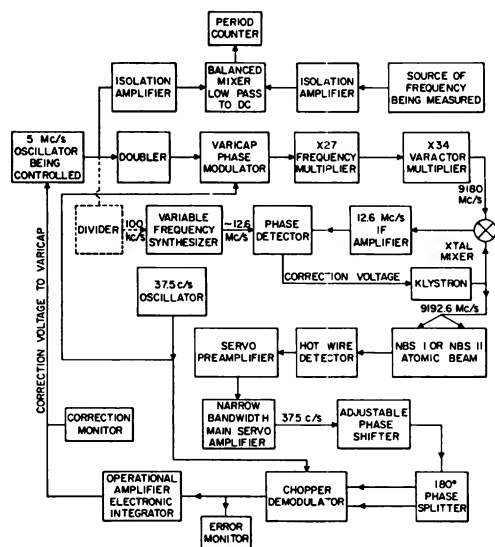 PERIOD
COUNTER
ISOLATION
AMPLIFIER
BALANCED
MIXER
LOW PASS
TO DC
ISOLATION
AMPLIFIER
SOURCE OF
FREQUENCY
BEING MEASURED
5 Mc/s
OSCILLATOR
BEING
CONTROLLED
DOUBLER
VARICAP
PHASE
MODULATOR
X27
FREQUENCY
MULTIPLIER
X34
VARACTOR
MULTIPLIER
9180
Mc/s
DIVIDER
100
kc/s
VARIABLE
FREQUENCY
SYNTHESIZER
~12.6
Mc/s
PHASE
DETECTOR
12.6 Mc/s
IF
AMPLIFIER
XTAL
MIXER
CORRECTION VOLTAGE
KLYSTRON
37.5 c/s
OSCILLATOR
9192.6 Mc/s
CORRECTION VOLTAGE TO VARICAP
SERVO
PREAMPLIFIER
HOT WIRE
DETECTOR
NBS I OR NBS II
ATOMIC BEAM
NARROW
BANDWIDTH
MAIN SERVO
AMPLIFIER
37.5 c/s
ADJUSTABLE
PHASE
SHIFTER
CORRECTION
MONITOR
OPERATIONAL
AMPLIFIER
ELECTRONIC
INTEGRATOR
CHOPPER
DEMODULATOR
180°
PHASE
SPLITTER
ERROR
MONITOR